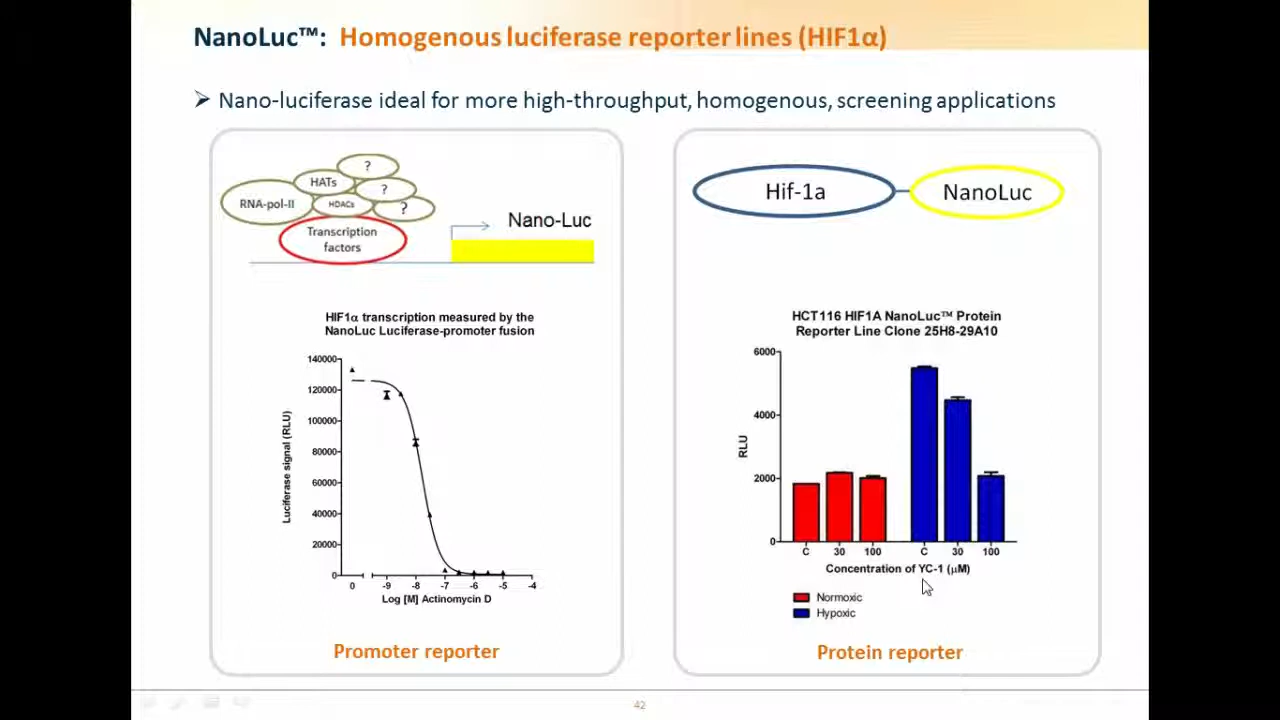 NanoLuc™: Homogenous luciferase reporter lines (HIF1α)
➢ Nano-luciferase ideal for more high-throughput, homogenous, screening applications
?
HATs
?
RNA-pol-II
HDACs
?
Transcription
factors
Nano-Luc
HIF1α transcription measured by the
NanoLuc Luciferase-promoter fusion
Luciferase signal (RLU)
140000
120000
100000
80000
60000
40000
20000
0
0 -9 -8 -7 -6 -5 -4
Log [M] Actinomycin D
Promoter reporter
Hif-1a
NanoLuc
HCT116 HIF1A NanoLuc™ Protein
Reporter Line Clone 25H8-29A10
RLU
6000
4000
2000
0
C 30 100 C 30 100
Concentration of YC-1 (µM)
Normoxic
Hypoxic
Protein reporter
42